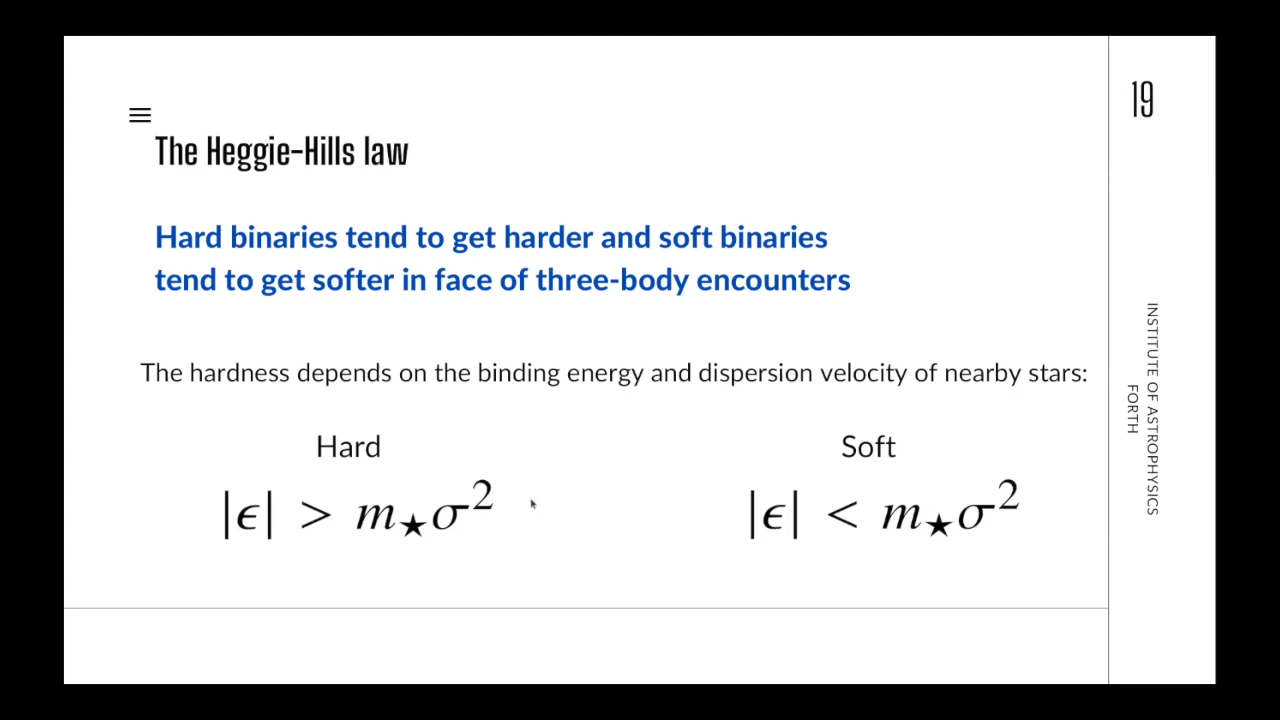 19
The Heggie-Hills law
Hard binaries tend to get harder and soft binaries
tend to get softer in face of three-body encounters
The hardness depends on the binding energy and dispersion velocity of nearby stars:
Hard
Soft
|ϵ| > m★σ²
|ϵ| < m★σ²
INSTITUTE OF ASTROPHYSICS
FORTH